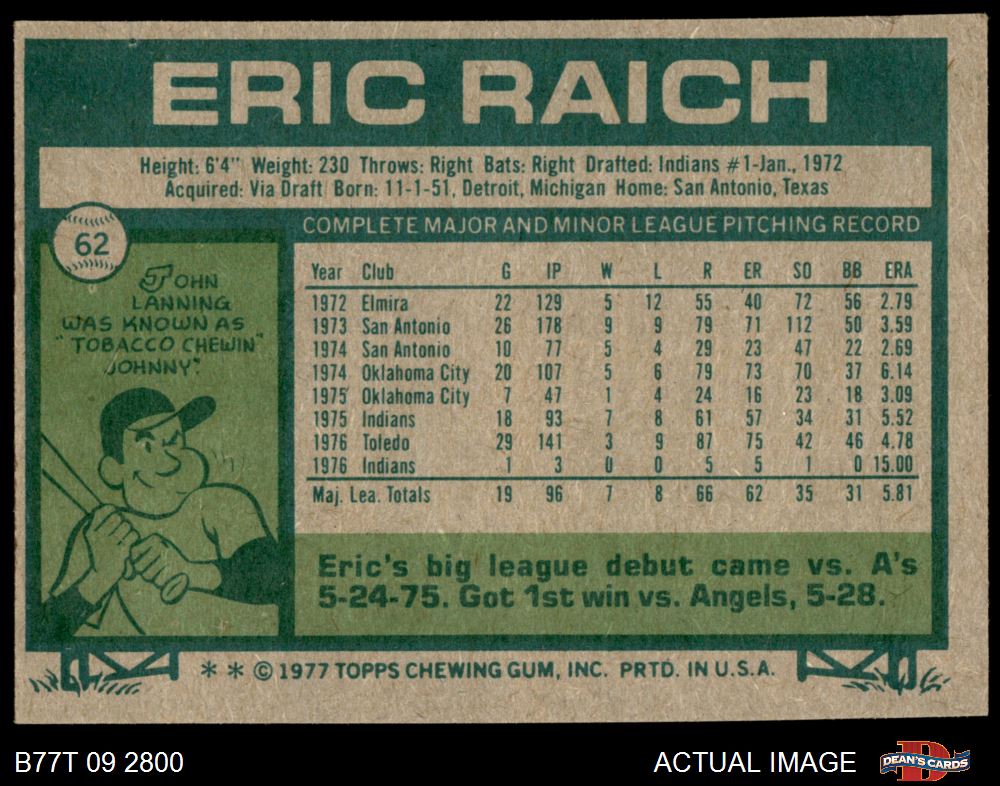 ERIC RAICH
Height: 6'4" Weight: 230 Throws: Right Bats: Right Drafted: Indians #1-Jan., 1972
Acquired: Via Draft Born: 11-1-51, Detroit, Michigan Home: San Antonio, Texas
62
JOHN
LANNING
WAS KNOWN AS
"TOBACCO CHEWIN'
JOHNNY".
COMPLETE MAJOR AND MINOR LEAGUE PITCHING RECORD
Year Club G IP W L R ER SO BB ERA
1972 Elmira 22 129 5 12 55 40 72 56 2.79
1973 San Antonio 26 178 9 9 79 71 112 50 3.59
1974 San Antonio 10 77 5 4 29 23 47 22 2.69
1974 Oklahoma City 20 107 5 6 79 73 70 37 6.14
1975 Oklahoma City 7 47 1 4 24 16 23 18 3.09
1975 Indians 18 93 7 8 61 57 34 31 5.52
1976 Toledo 29 141 3 9 87 75 42 46 4.78
1976 Indians 1 3 0 0 5 5 1 0 15.00
Maj. Lea. Totals 19 96 7 8 66 62 35 31 5.81
Eric's big league debut came vs. A's
5-24-75. Got 1st win vs. Angels, 5-28.
** © 1977 TOPPS CHEWING GUM, INC. PRTD. IN U.S.A.
B77T 09 2800
ACTUAL IMAGE
D
DEAN'S CARDS